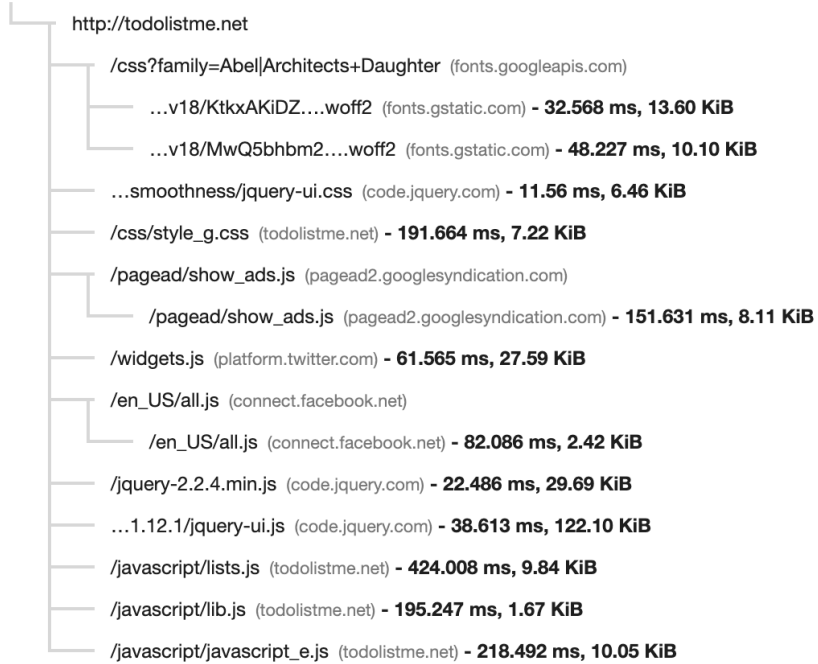 http://todolistme.net
/css?family=Abel|Architects+Daughter (fonts.googleapis.com)
…v18/KtkxAKiDZ….woff2 (fonts.gstatic.com) - 32.568 ms, 13.60 KiB
…v18/MwQ5bhbm2….woff2 (fonts.gstatic.com) - 48.227 ms, 10.10 KiB
…smoothness/jquery-ui.css (code.jquery.com) - 11.56 ms, 6.46 KiB
/css/style_g.css (todolistme.net) - 191.664 ms, 7.22 KiB
/pagead/show_ads.js (pagead2.googlesyndication.com)
/pagead/show_ads.js (pagead2.googlesyndication.com) - 151.631 ms, 8.11 KiB
/widgets.js (platform.twitter.com) - 61.565 ms, 27.59 KiB
/en_US/all.js (connect.facebook.net)
/en_US/all.js (connect.facebook.net) - 82.086 ms, 2.42 KiB
/jquery-2.2.4.min.js (code.jquery.com) - 22.486 ms, 29.69 KiB
…1.12.1/jquery-ui.js (code.jquery.com) - 38.613 ms, 122.10 KiB
/javascript/lists.js (todolistme.net) - 424.008 ms, 9.84 KiB
/javascript/lib.js (todolistme.net) - 195.247 ms, 1.67 KiB
/javascript/javascript_e.js (todolistme.net) - 218.492 ms, 10.05 KiB